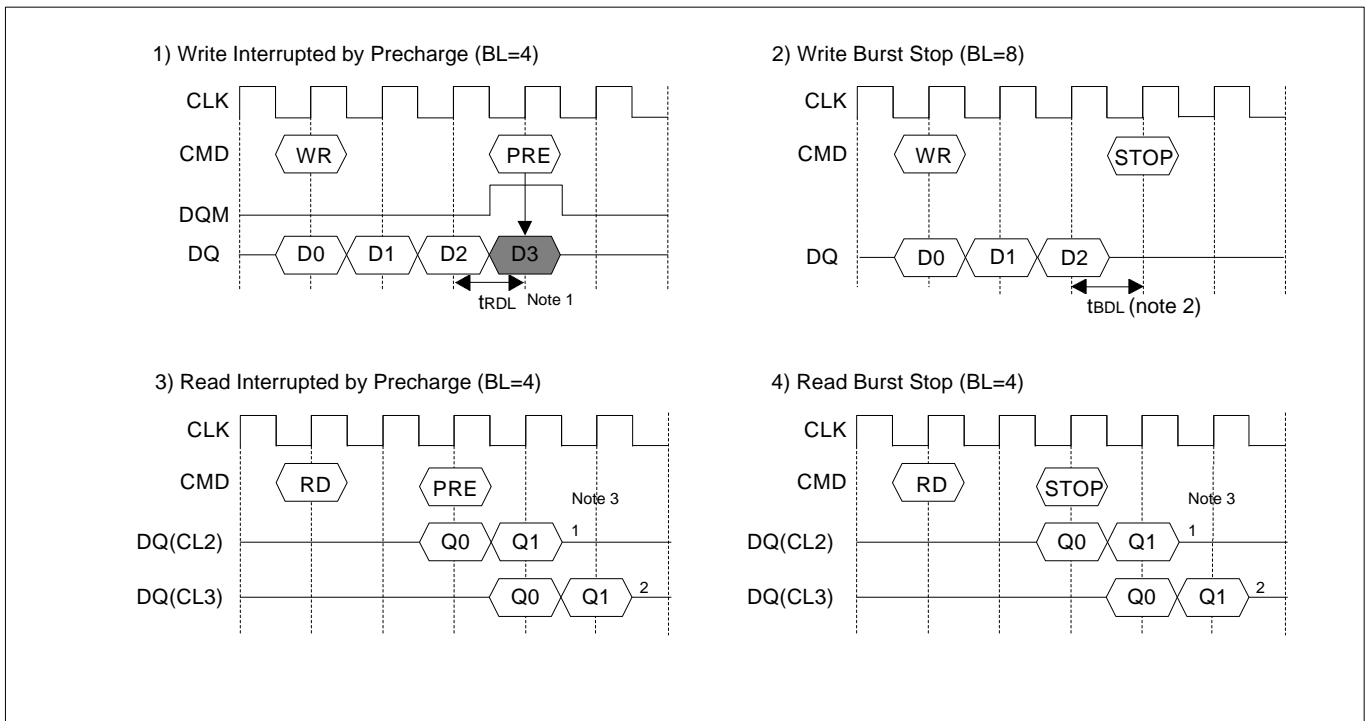 1) Write Interrupted by Precharge (BL=4)
CLK
CMD WR PRE
DQM
DQ D0 D1 D2 D3
tRDL Note 1
2) Write Burst Stop (BL=8)
CLK
CMD WR STOP
DQ D0 D1 D2
tBDL (note 2)
3) Read Interrupted by Precharge (BL=4)
CLK
CMD RD PRE
Note 3
DQ(CL2) Q0 Q1 1
DQ(CL3) Q0 Q1 2
4) Read Burst Stop (BL=4)
CLK
CMD RD STOP
Note 3
DQ(CL2) Q0 Q1 1
DQ(CL3) Q0 Q1 2